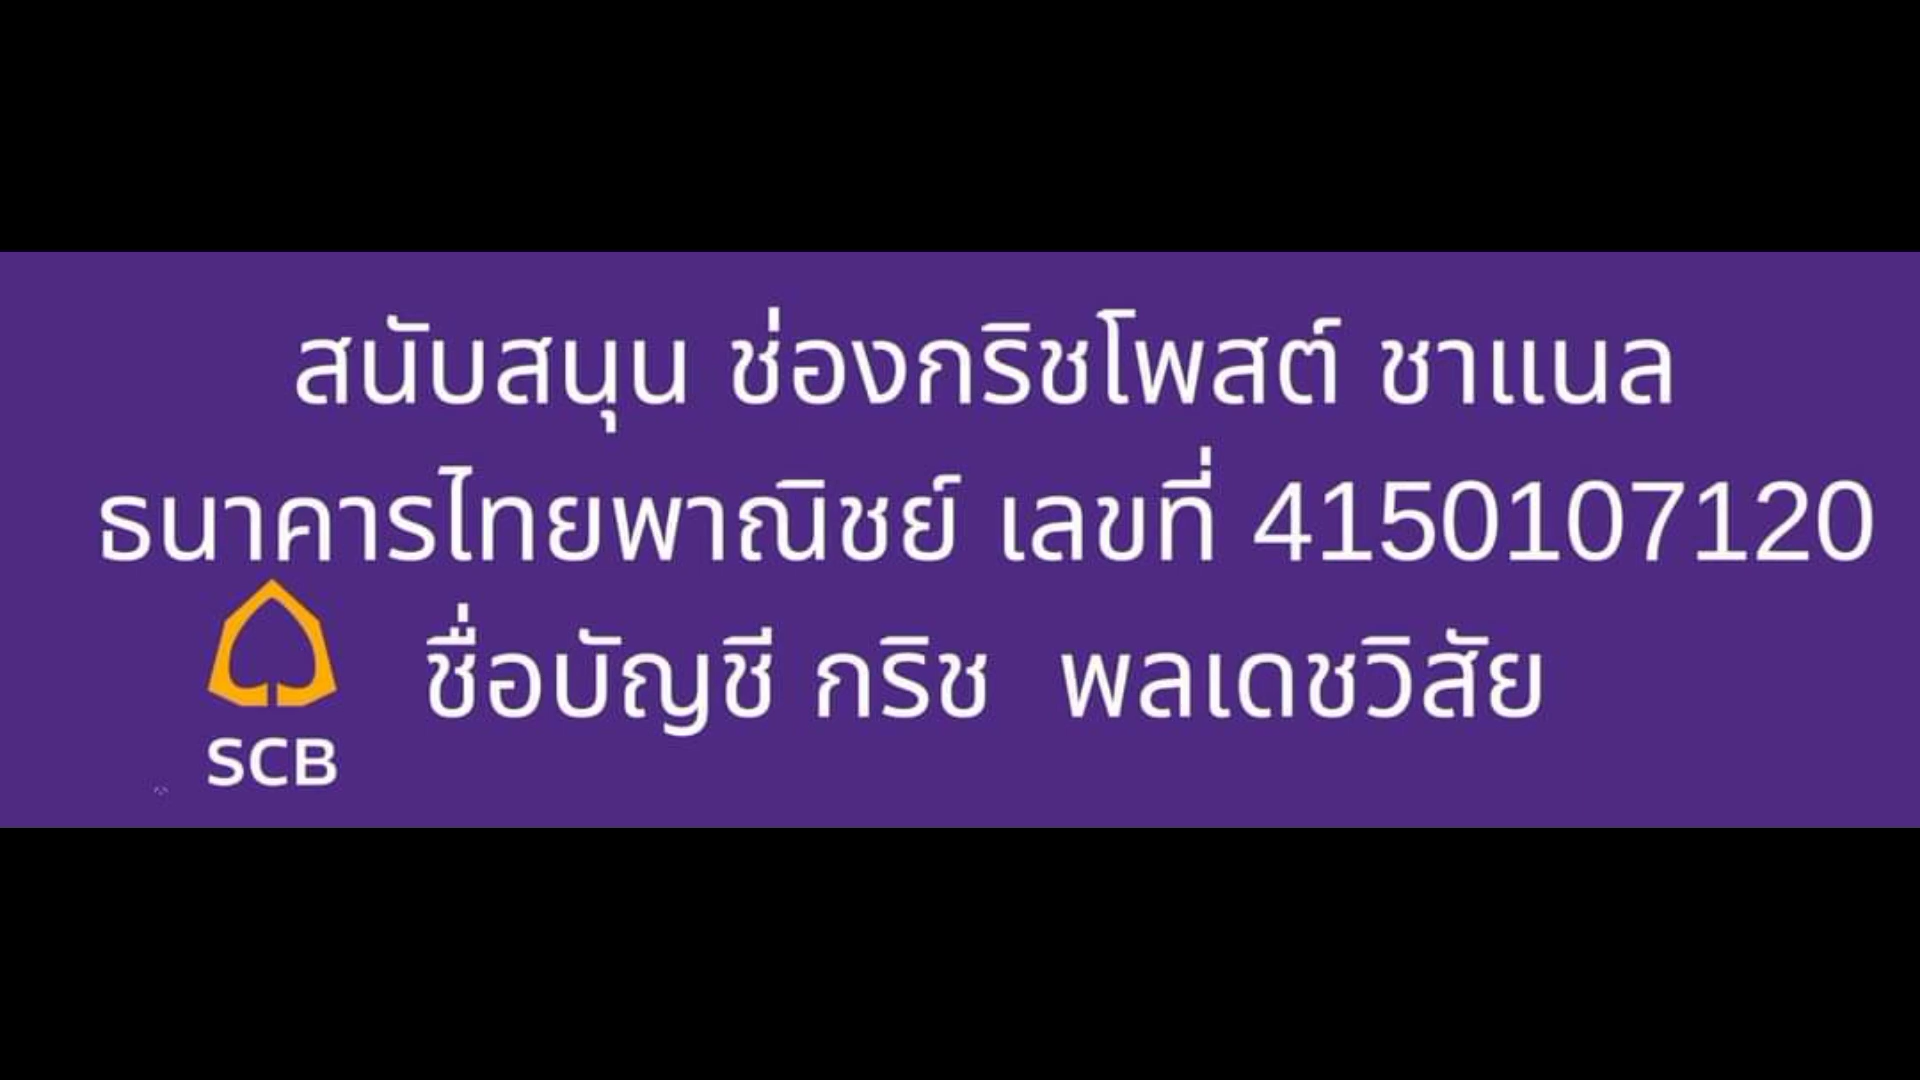 สนับสนุน ช่องกริชโพสต์ ชาแนล
ธนาคารไทยพาณิชย์ เลขที่ 4150107120
ชื่อบัญชี กริช พลเดชวิสัย
SCB